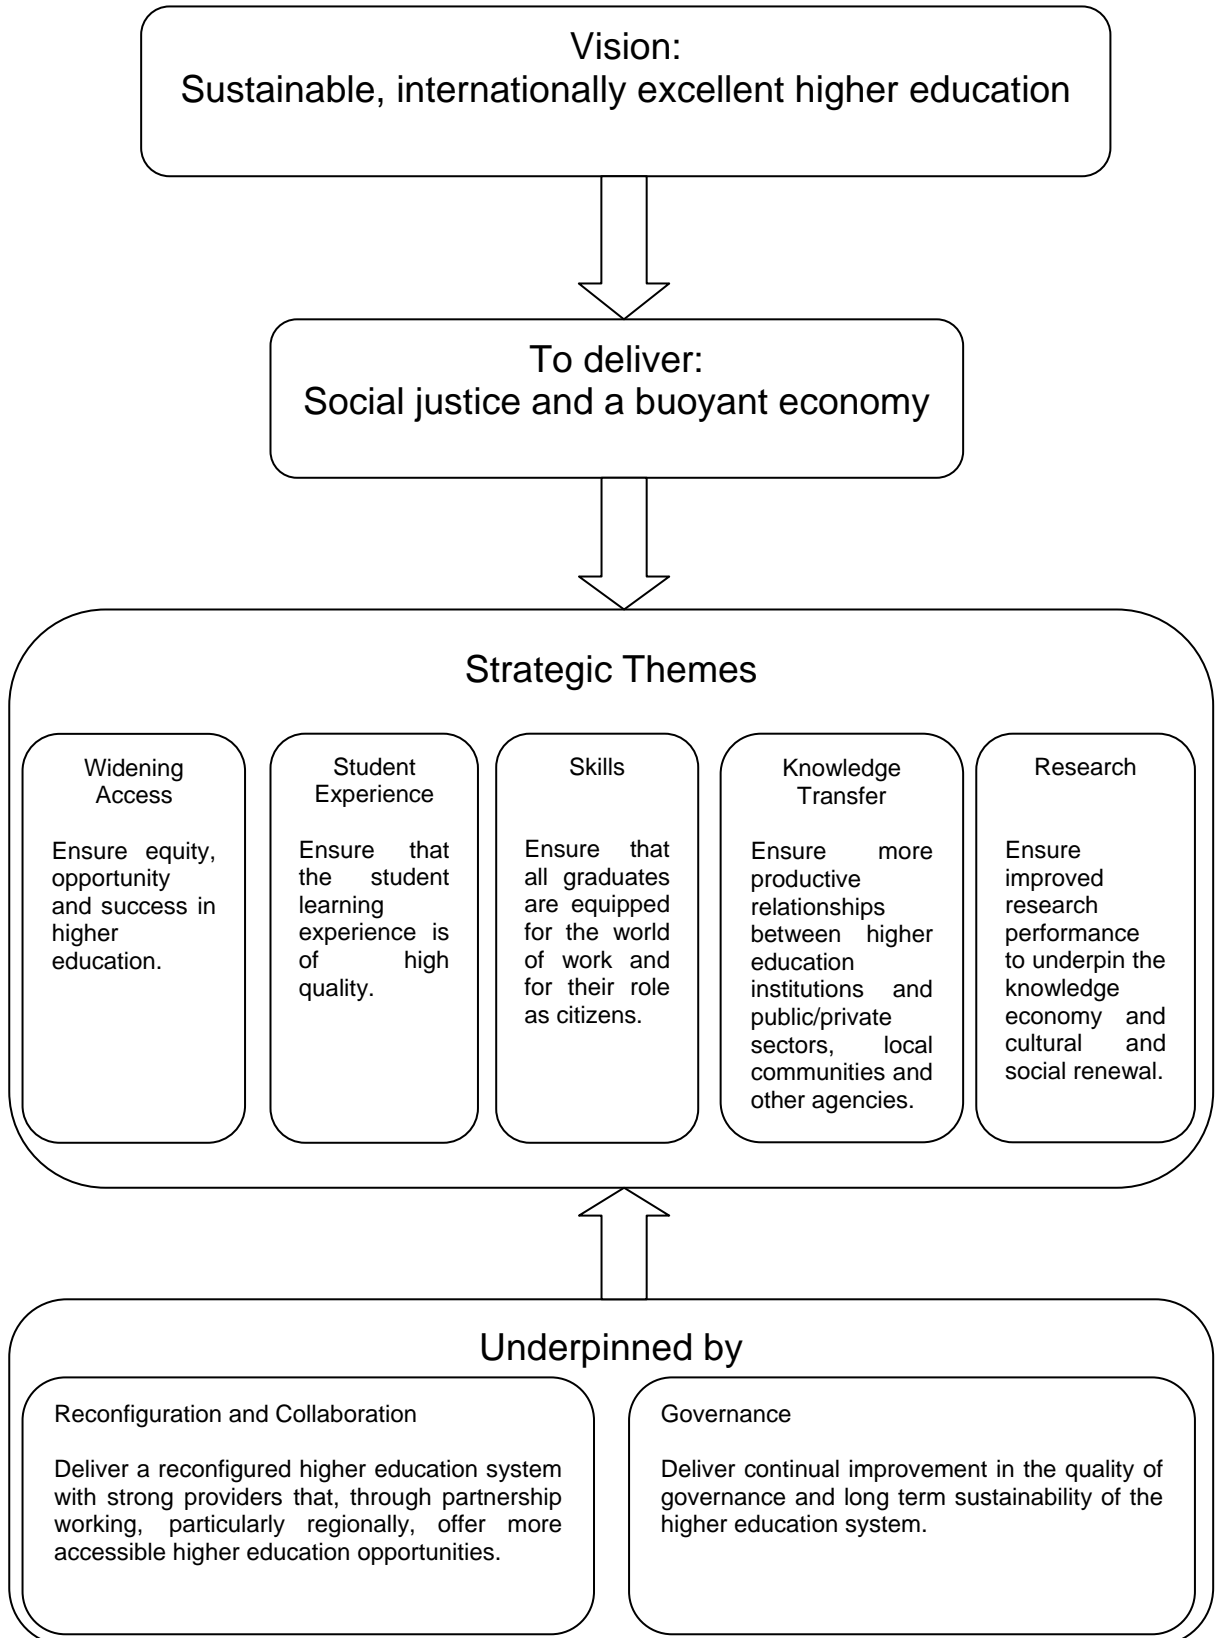 Vision:
Sustainable, internationally excellent higher education
To deliver:
Social justice and a buoyant economy
Strategic Themes
Widening
Access
Ensure equity,
opportunity
and success in
higher
education.
Student
Experience
Ensure that
the student
learning
experience is
of high
quality.
Skills
Ensure that
all graduates
are equipped
for the world
of work and
for their role
as citizens.
Knowledge
Transfer
Ensure more
productive
relationships
between higher
education
institutions and
public/private
sectors, local
communities and
other agencies.
Research
Ensure
improved
research
performance
to underpin the
knowledge
economy and
cultural and
social renewal.
Underpinned by
Reconfiguration and Collaboration
Deliver a reconfigured higher education system
with strong providers that, through partnership
working, particularly regionally, offer more
accessible higher education opportunities.
Governance
Deliver continual improvement in the quality of
governance and long term sustainability of the
higher education system.